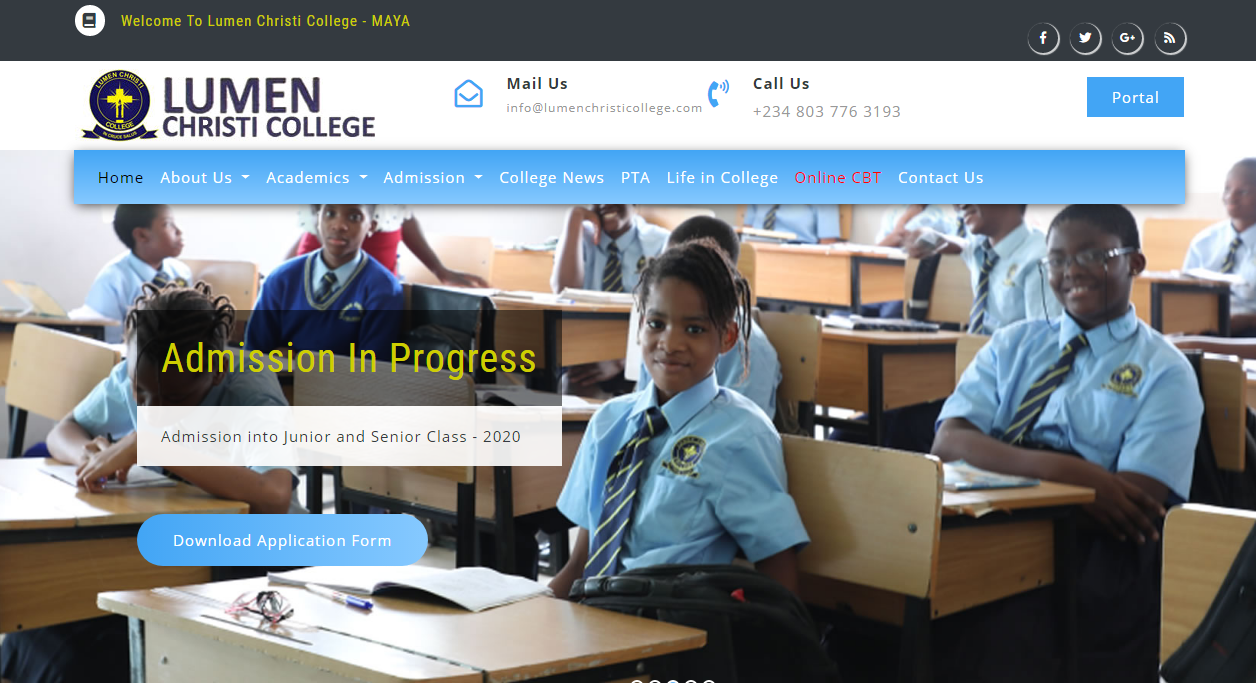 Welcome To Lumen Christi College - MAYA
LUMEN CHRISTI
COLLEGE
IN CRUCE SALUS
LUMEN
CHRISTI COLLEGE
Mail Us
info@lumenchristicollege.com
Call Us
+234 803 776 3193
Portal
Home About Us Academics Admission College News PTA Life in College Online CBT Contact Us
Admission In Progress
Admission into Junior and Senior Class - 2020
Download Application Form